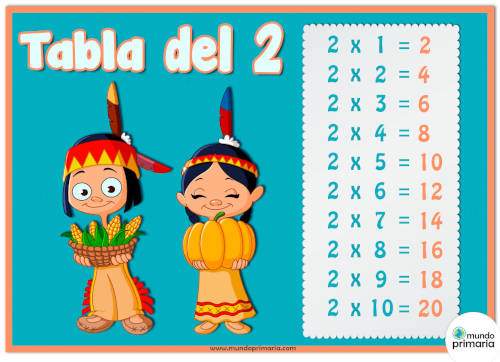 Tabla del 2
2 x 1 = 2
2 x 2 = 4
2 x 3 = 6
2 x 4 = 8
2 x 5 = 10
2 x 6 = 12
2 x 7 = 14
2 x 8 = 16
2 x 9 = 18
2 x 10 = 20
www.mundoprimaria.com
mundo
primaria